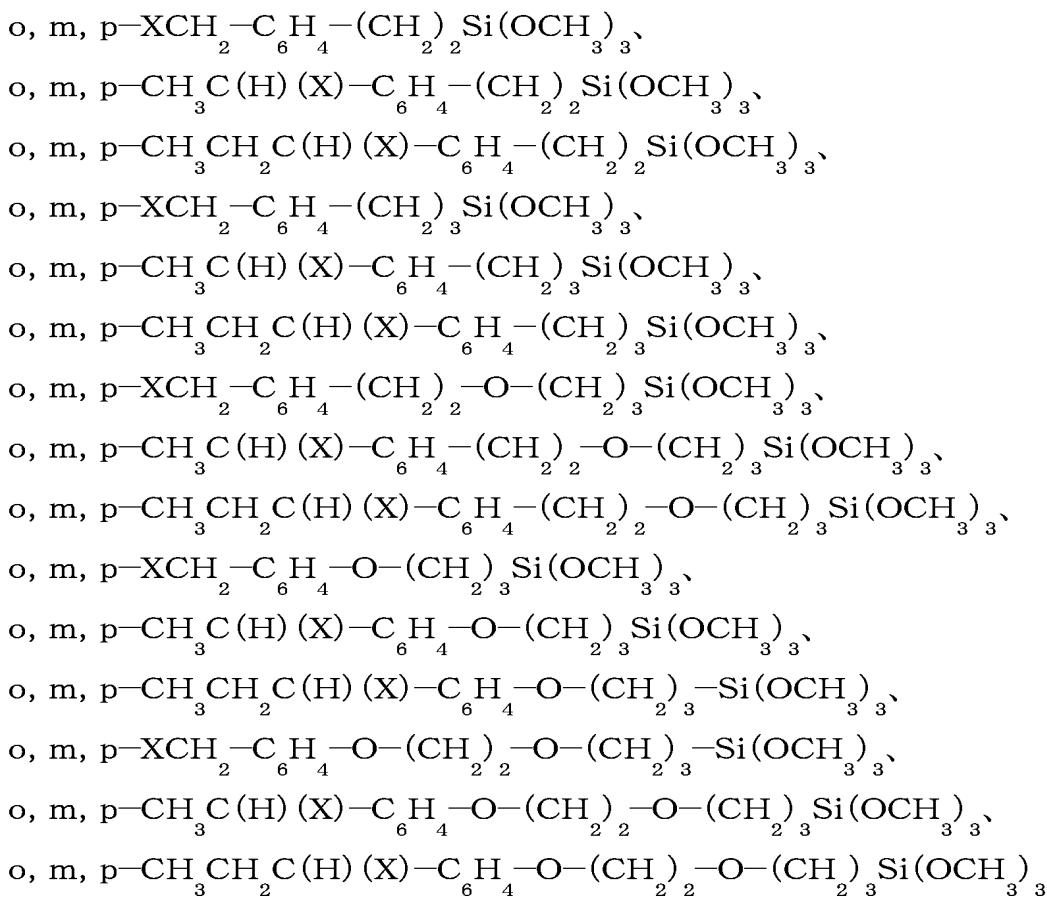 o, m, p−XCH₂−C₆H₄−(CH₂)₂Si(OCH₃)₃、
o, m, p−CH₃C(H)(X)−C₆H₄−(CH₂)₂Si(OCH₃)₃、
o, m, p−CH₃CH₂C(H)(X)−C₆H₄−(CH₂)₂Si(OCH₃)₃、
o, m, p−XCH₂−C₆H₄−(CH₂)₃Si(OCH₃)₃、
o, m, p−CH₃C(H)(X)−C₆H₄−(CH₂)₃Si(OCH₃)₃、
o, m, p−CH₃CH₂C(H)(X)−C₆H₄−(CH₂)₃Si(OCH₃)₃、
o, m, p−XCH₂−C₆H₄−(CH₂)₂−O−(CH₂)₃Si(OCH₃)₃、
o, m, p−CH₃C(H)(X)−C₆H₄−(CH₂)₂−O−(CH₂)₃Si(OCH₃)₃、
o, m, p−CH₃CH₂C(H)(X)−C₆H₄−(CH₂)₂−O−(CH₂)₃Si(OCH₃)₃、
o, m, p−XCH₂−C₆H₄−O−(CH₂)₃Si(OCH₃)₃、
o, m, p−CH₃C(H)(X)−C₆H₄−O−(CH₂)₃Si(OCH₃)₃、
o, m, p−CH₃CH₂C(H)(X)−C₆H₄−O−(CH₂)₃−Si(OCH₃)₃、
o, m, p−XCH₂−C₆H₄−O−(CH₂)₂−O−(CH₂)₃−Si(OCH₃)₃、
o, m, p−CH₃C(H)(X)−C₆H₄−O−(CH₂)₂−O−(CH₂)₃Si(OCH₃)₃、
o, m, p−CH₃CH₂C(H)(X)−C₆H₄−O−(CH₂)₂−O−(CH₂)₃Si(OCH₃)₃